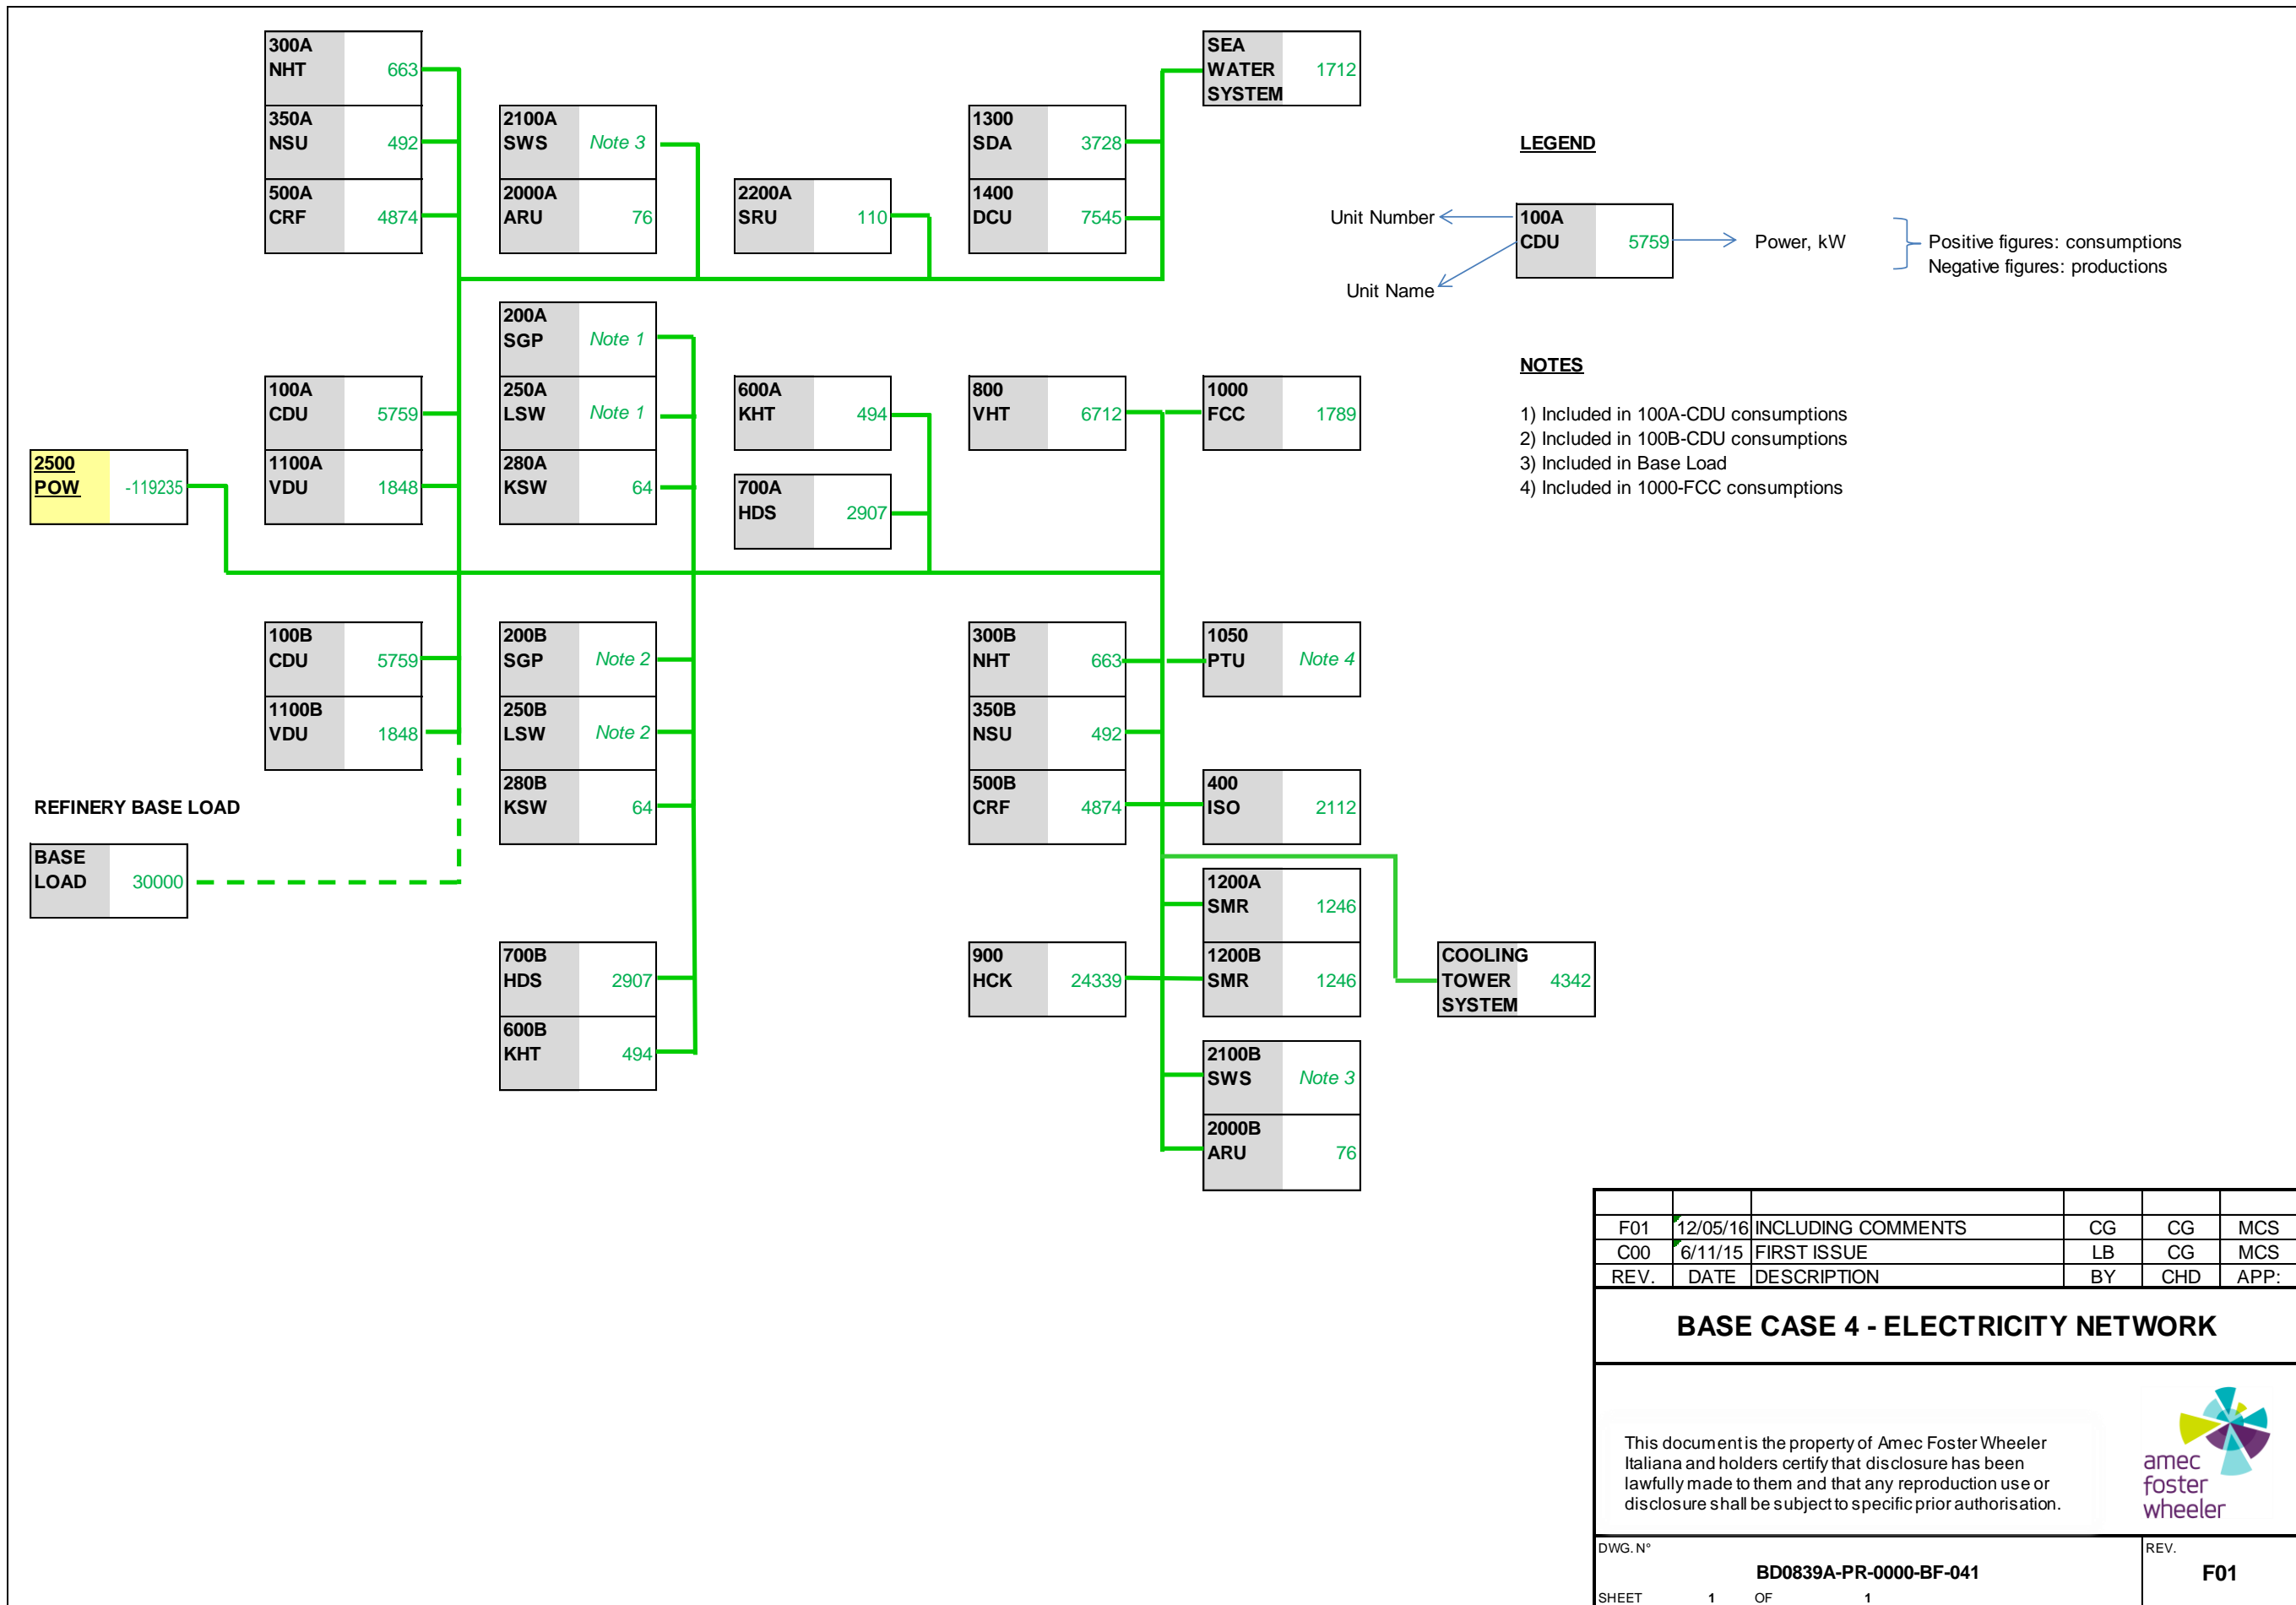 300A
NHT 663
350A
NSU 492
500A
CRF 4874
2100A
SWS Note 3
2000A
ARU 76
2200A
SRU 110
1300
SDA 3728
1400
DCU 7545
SEA
WATER 1712
SYSTEM
LEGEND
Unit Number
100A
CDU 5759
Power, kW
Positive figures: consumptions
Negative figures: productions
Unit Name
200A
SGP Note 1
250A
LSW Note 1
280A
KSW 64
100A
CDU 5759
1100A
VDU 1848
2500
POW -119235
600A
KHT 494
700A
HDS 2907
800
VHT 6712
1000
FCC 1789
NOTES
1) Included in 100A-CDU consumptions
2) Included in 100B-CDU consumptions
3) Included in Base Load
4) Included in 1000-FCC consumptions
100B
CDU 5759
1100B
VDU 1848
200B
SGP Note 2
250B
LSW Note 2
280B
KSW 64
300B
NHT 663
350B
NSU 492
500B
CRF 4874
1050
PTU Note 4
400
ISO 2112
REFINERY BASE LOAD
BASE
LOAD 30000
1200A
SMR 1246
1200B
SMR 1246
700B
HDS 2907
600B
KHT 494
900
HCK 24339
COOLING
TOWER 4342
SYSTEM
2100B
SWS Note 3
2000B
ARU 76
F01 12/05/16 INCLUDING COMMENTS CG CG MCS
C00 6/11/15 FIRST ISSUE LB CG MCS
REV. DATE DESCRIPTION BY CHD APP:
BASE CASE 4 - ELECTRICITY NETWORK
This document is the property of Amec Foster Wheeler
Italiana and holders certify that disclosure has been
lawfully made to them and that any reproduction use or
disclosure shall be subject to specific prior authorisation.
amec
foster
wheeler
DWG. N° REV.
BD0839A-PR-0000-BF-041 F01
SHEET 1 OF 1